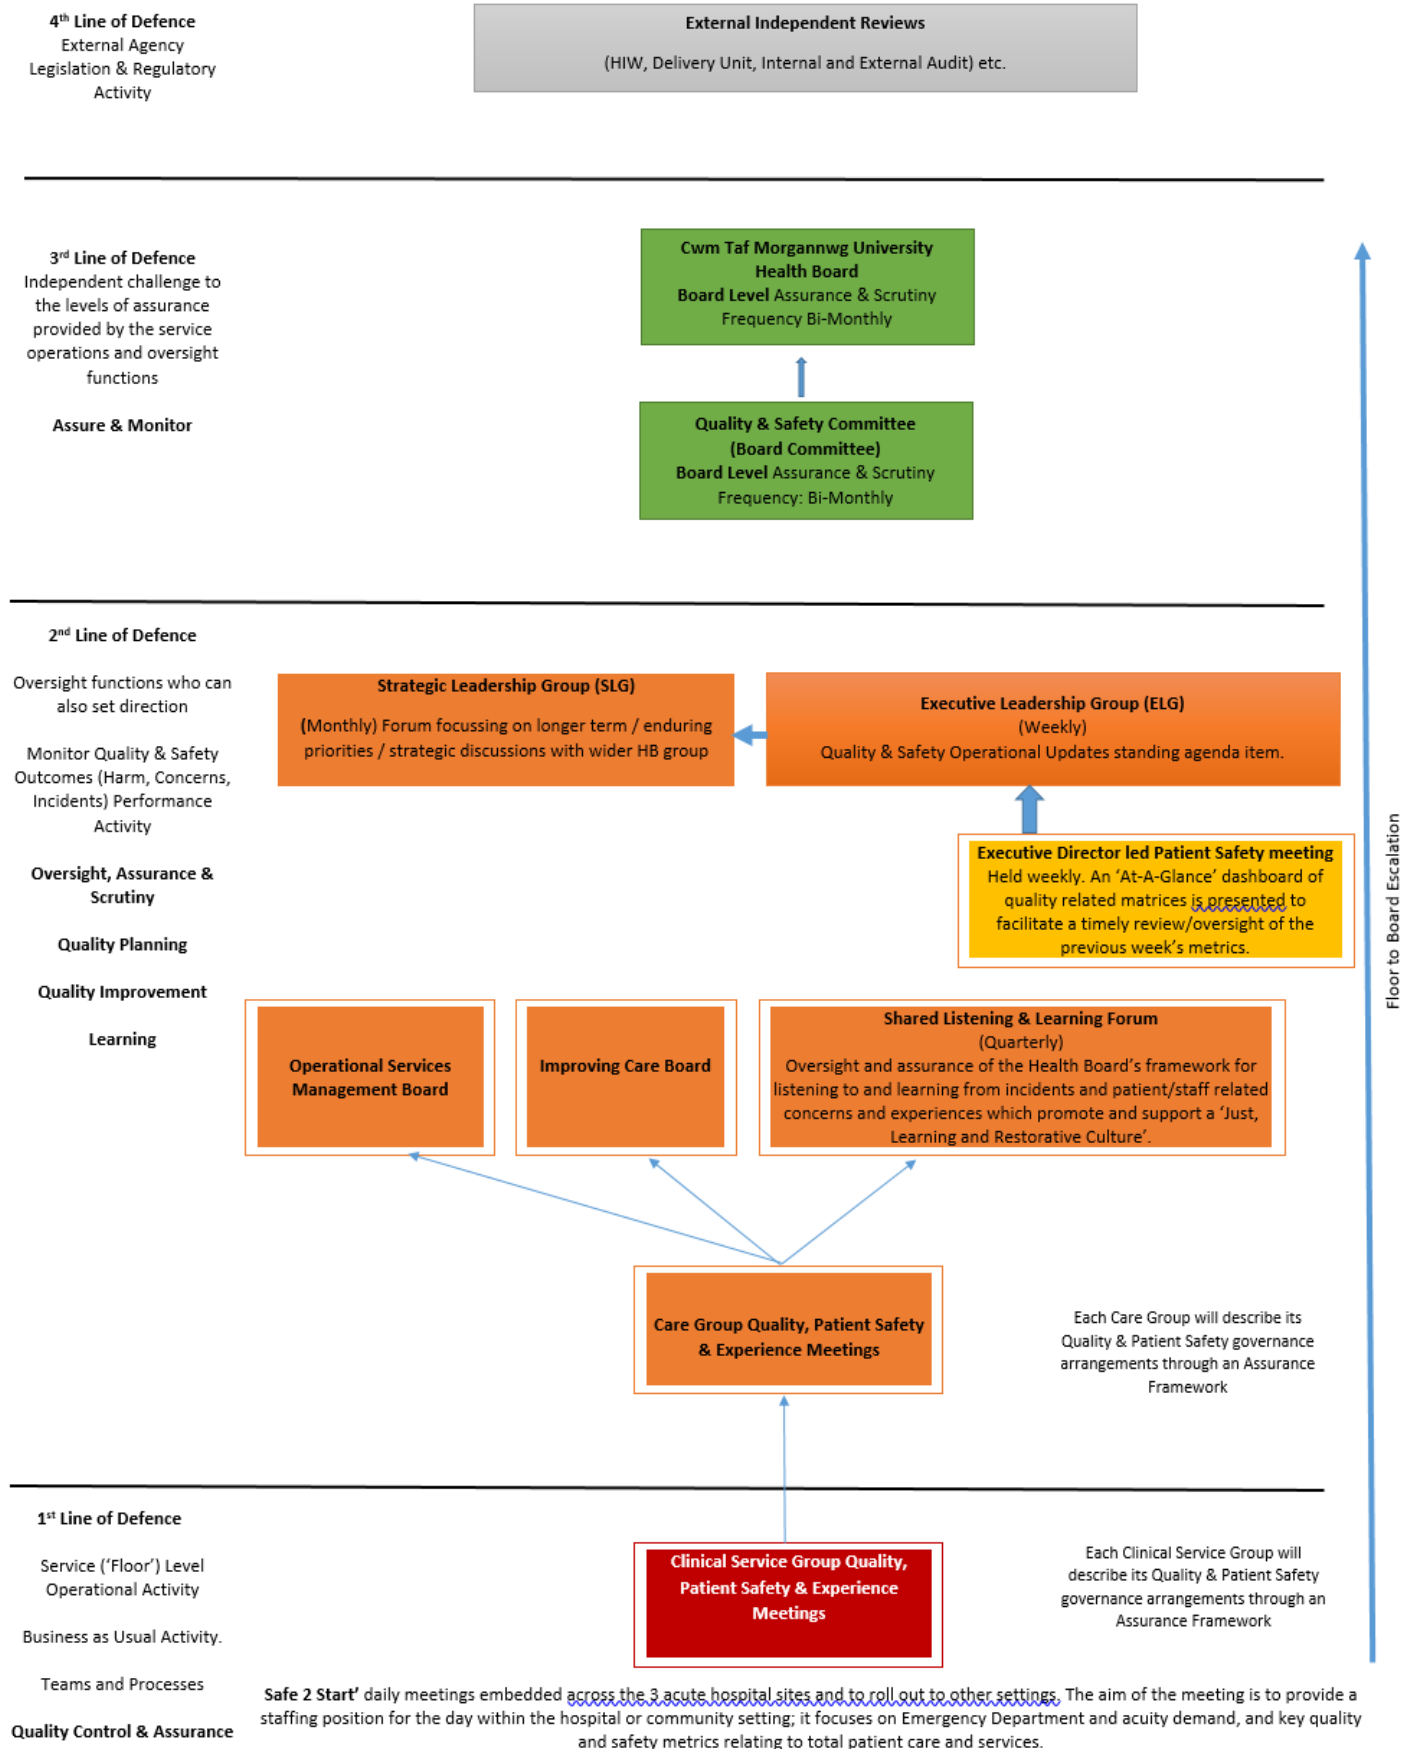 4th Line of Defence
External Agency
Legislation & Regulatory
Activity
External Independent Reviews
(HIW, Delivery Unit, Internal and External Audit) etc.
3rd Line of Defence
Independent challenge to
the levels of assurance
provided by the service
operations and oversight
functions
Assure & Monitor
Cwm Taf Morgannwg University
Health Board
Board Level Assurance & Scrutiny
Frequency Bi-Monthly
Quality & Safety Committee
(Board Committee)
Board Level Assurance & Scrutiny
Frequency: Bi-Monthly
2nd Line of Defence
Oversight functions who can
also set direction
Monitor Quality & Safety
Outcomes (Harm, Concerns,
Incidents) Performance
Activity
Oversight, Assurance &
Scrutiny
Quality Planning
Quality Improvement
Learning
Strategic Leadership Group (SLG)
(Monthly) Forum focussing on longer term / enduring
priorities / strategic discussions with wider HB group
Executive Leadership Group (ELG)
(Weekly)
Quality & Safety Operational Updates standing agenda item.
Executive Director led Patient Safety meeting
Held weekly. An ‘At-A-Glance’ dashboard of
quality related matrices is presented to
facilitate a timely review/oversight of the
previous week’s metrics.
Operational Services
Management Board
Improving Care Board
Shared Listening & Learning Forum
(Quarterly)
Oversight and assurance of the Health Board’s framework for
listening to and learning from incidents and patient/staff related
concerns and experiences which promote and support a ‘Just,
Learning and Restorative Culture’.
Care Group Quality, Patient Safety
& Experience Meetings
Each Care Group will describe its
Quality & Patient Safety governance
arrangements through an Assurance
Framework
Floor to Board Escalation
1st Line of Defence
Service (‘Floor’) Level
Operational Activity
Business as Usual Activity.
Teams and Processes
Quality Control & Assurance
Clinical Service Group Quality,
Patient Safety & Experience
Meetings
Each Clinical Service Group will
describe its Quality & Patient Safety
governance arrangements through an
Assurance Framework
Safe 2 Start’ daily meetings embedded across the 3 acute hospital sites and to roll out to other settings. The aim of the meeting is to provide a
staffing position for the day within the hospital or community setting; it focuses on Emergency Department and acuity demand, and key quality
and safety metrics relating to total patient care and services.